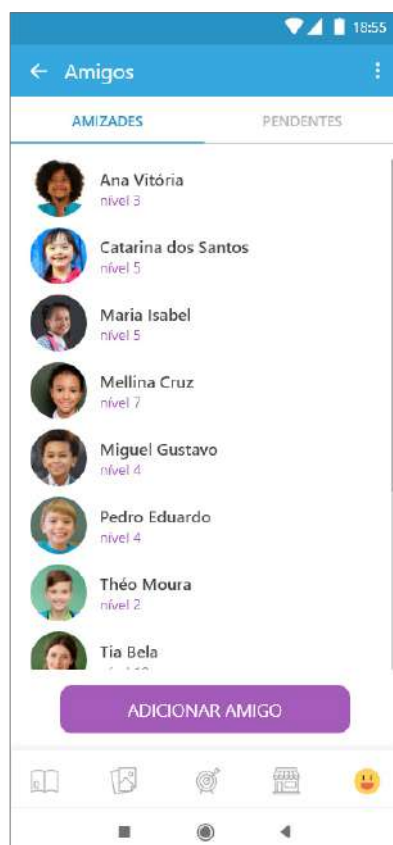 18:55
Amigos
AMIZADES PENDENTES
Ana Vitória
nível 3
Catarina dos Santos
nível 5
Maria Isabel
nível 5
Mellina Cruz
nível 7
Miguel Gustavo
nível 4
Pedro Eduardo
nível 4
Théo Moura
nível 2
Tia Bela
ADICIONAR AMIGO